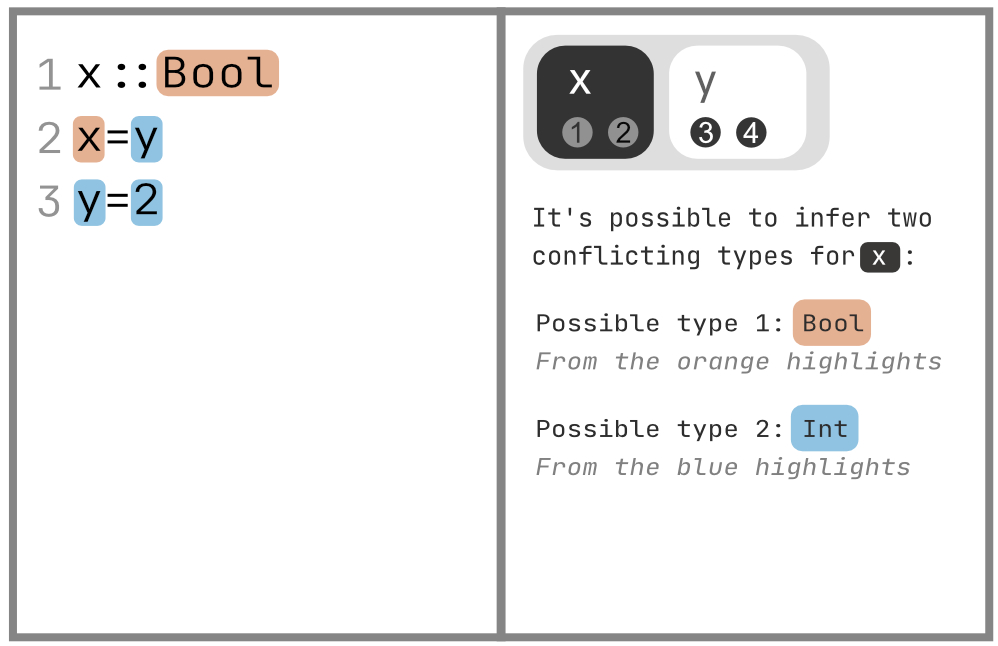 1 x::Bool
2 x=y
3 y=2
x y
1 2 3 4
It's possible to infer two
conflicting types for x :
Possible type 1: Bool
From the orange highlights
Possible type 2: Int
From the blue highlights